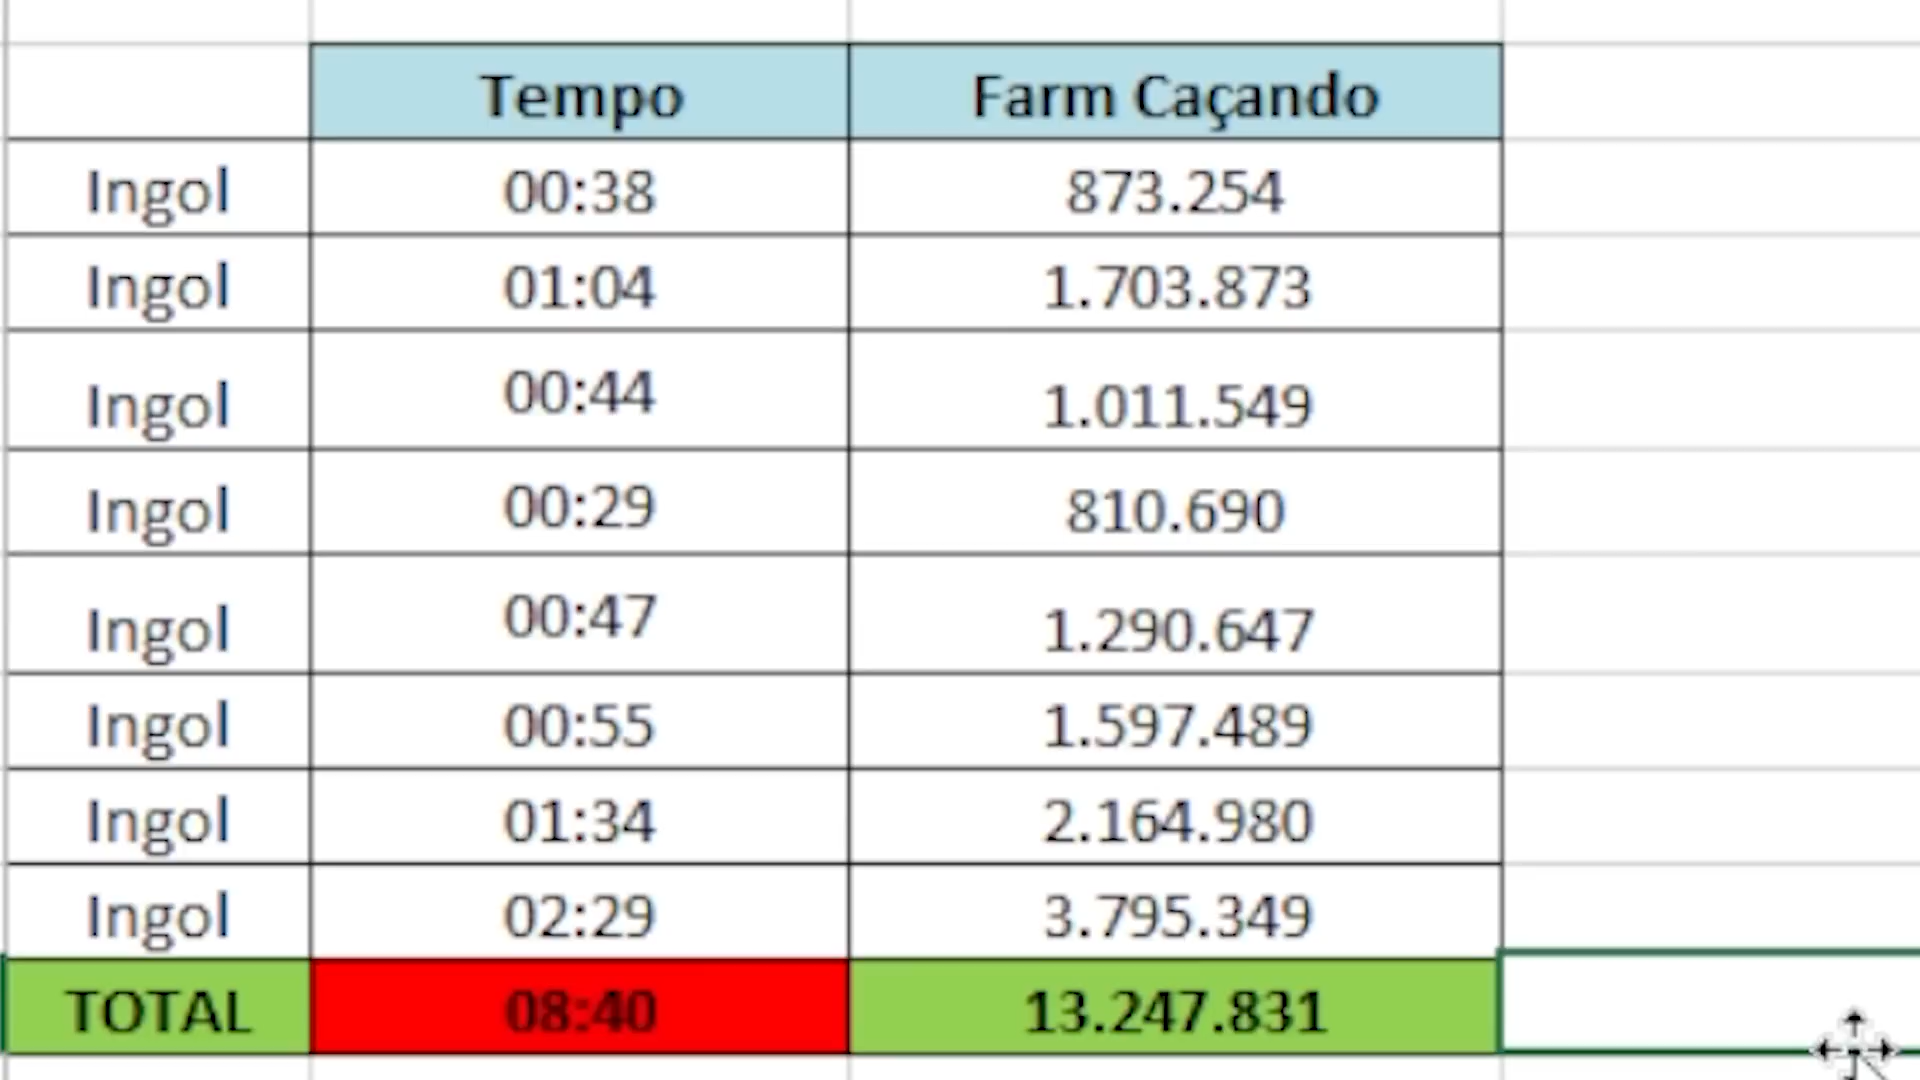 Tempo Farm Caçando
Ingol 00:38 873.254
Ingol 01:04 1.703.873
Ingol 00:44 1.011.549
Ingol 00:29 810.690
Ingol 00:47 1.290.647
Ingol 00:55 1.597.489
Ingol 01:34 2.164.980
Ingol 02:29 3.795.349
TOTAL 08:40 13.247.831